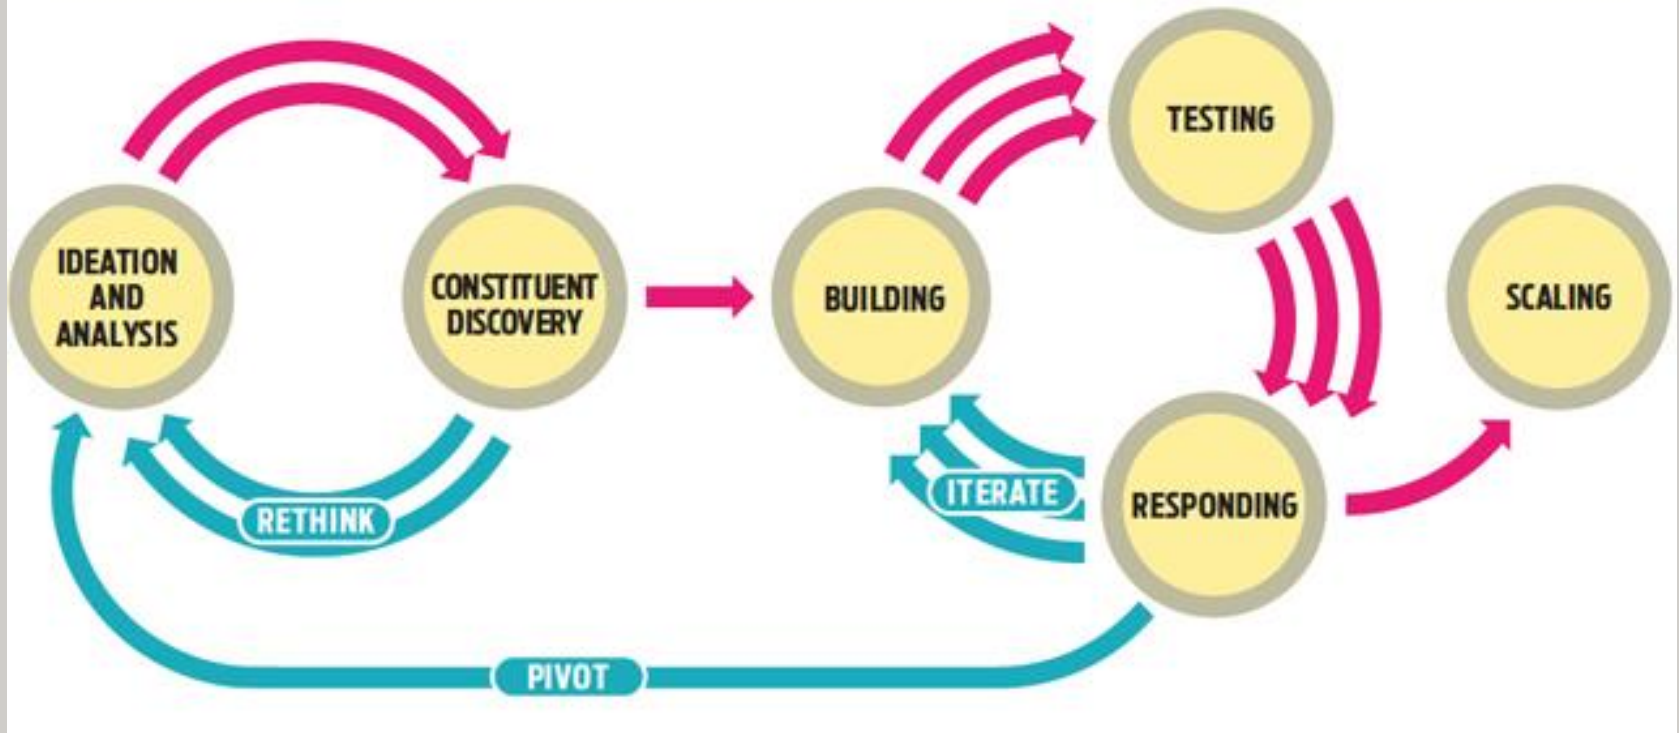 IDEATION
AND
ANALYSIS
CONSTITUENT
DISCOVERY
BUILDING
TESTING
RESPONDING
SCALING
RETHINK
ITERATE
PIVOT